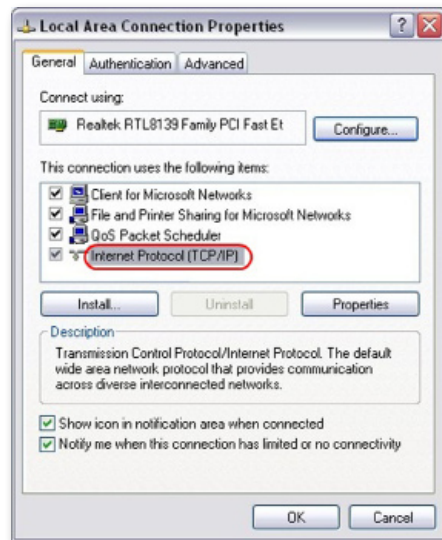 Local Area Connection Properties
General Authentication Advanced
Connect using:
Realtek RTL8139 Family PCI Fast Et Configure...
This connection uses the following items:
Client for Microsoft Networks
File and Printer Sharing for Microsoft Networks
QoS Packet Scheduler
Internet Protocol (TCP/IP)
Install... Uninstall Properties
Description
Transmission Control Protocol/Internet Protocol. The default
wide area network protocol that provides communication
across diverse interconnected networks.
Show icon in notification area when connected
Notify me when this connection has limited or no connectivity
OK Cancel